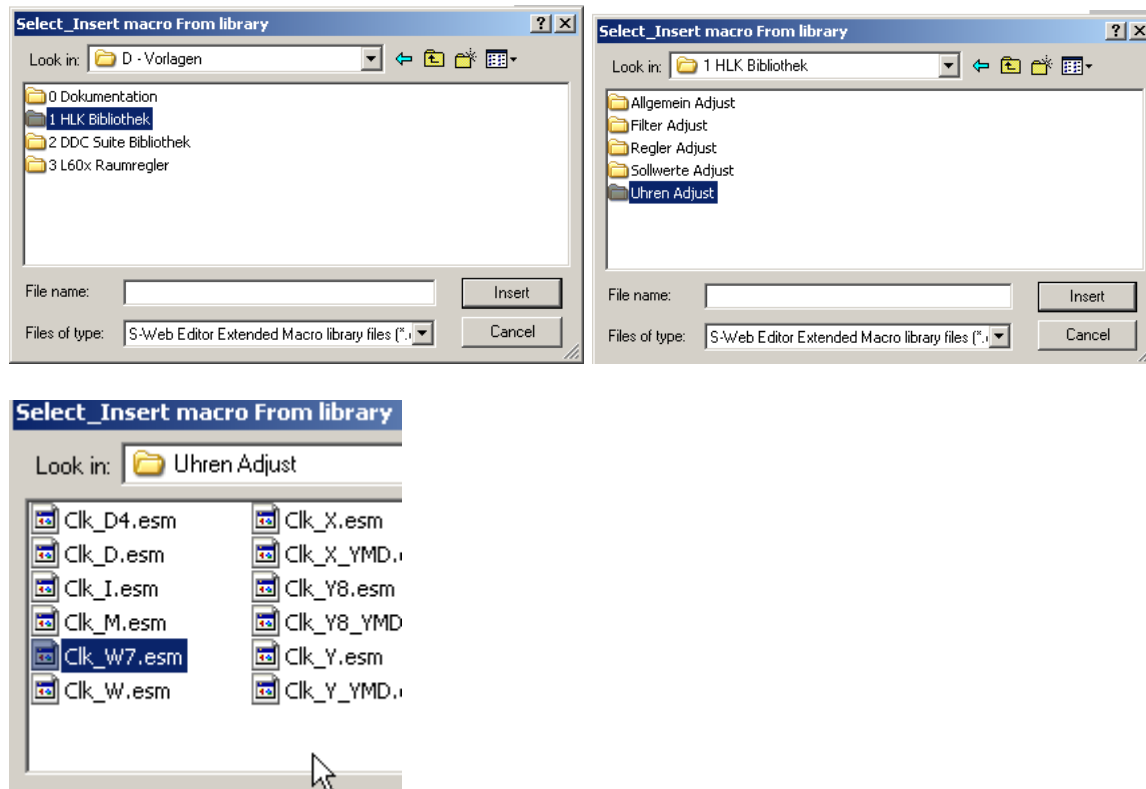 Select_Insert macro From library
Look in: D - Vorlagen
0 Dokumentation
1 HLK Bibliothek
2 DDC Suite Bibliothek
3 L60x Raumregler
File name:
Insert
Files of type: S-Web Editor Extended Macro library files (*.
Cancel
Select_Insert macro From library
Look in: 1 HLK Bibliothek
Allgemein Adjust
Filter Adjust
Regler Adjust
Sollwerte Adjust
Uhren Adjust
File name:
Insert
Files of type: S-Web Editor Extended Macro library files (*.
Cancel
Select_Insert macro From library
Look in: Uhren Adjust
Clk_D4.esm
Clk_D.esm
Clk_I.esm
Clk_M.esm
Clk_W7.esm
Clk_W.esm
Clk_X.esm
Clk_X_YMD.
Clk_Y8.esm
Clk_Y8_YMD
Clk_Y.esm
Clk_Y_YMD.